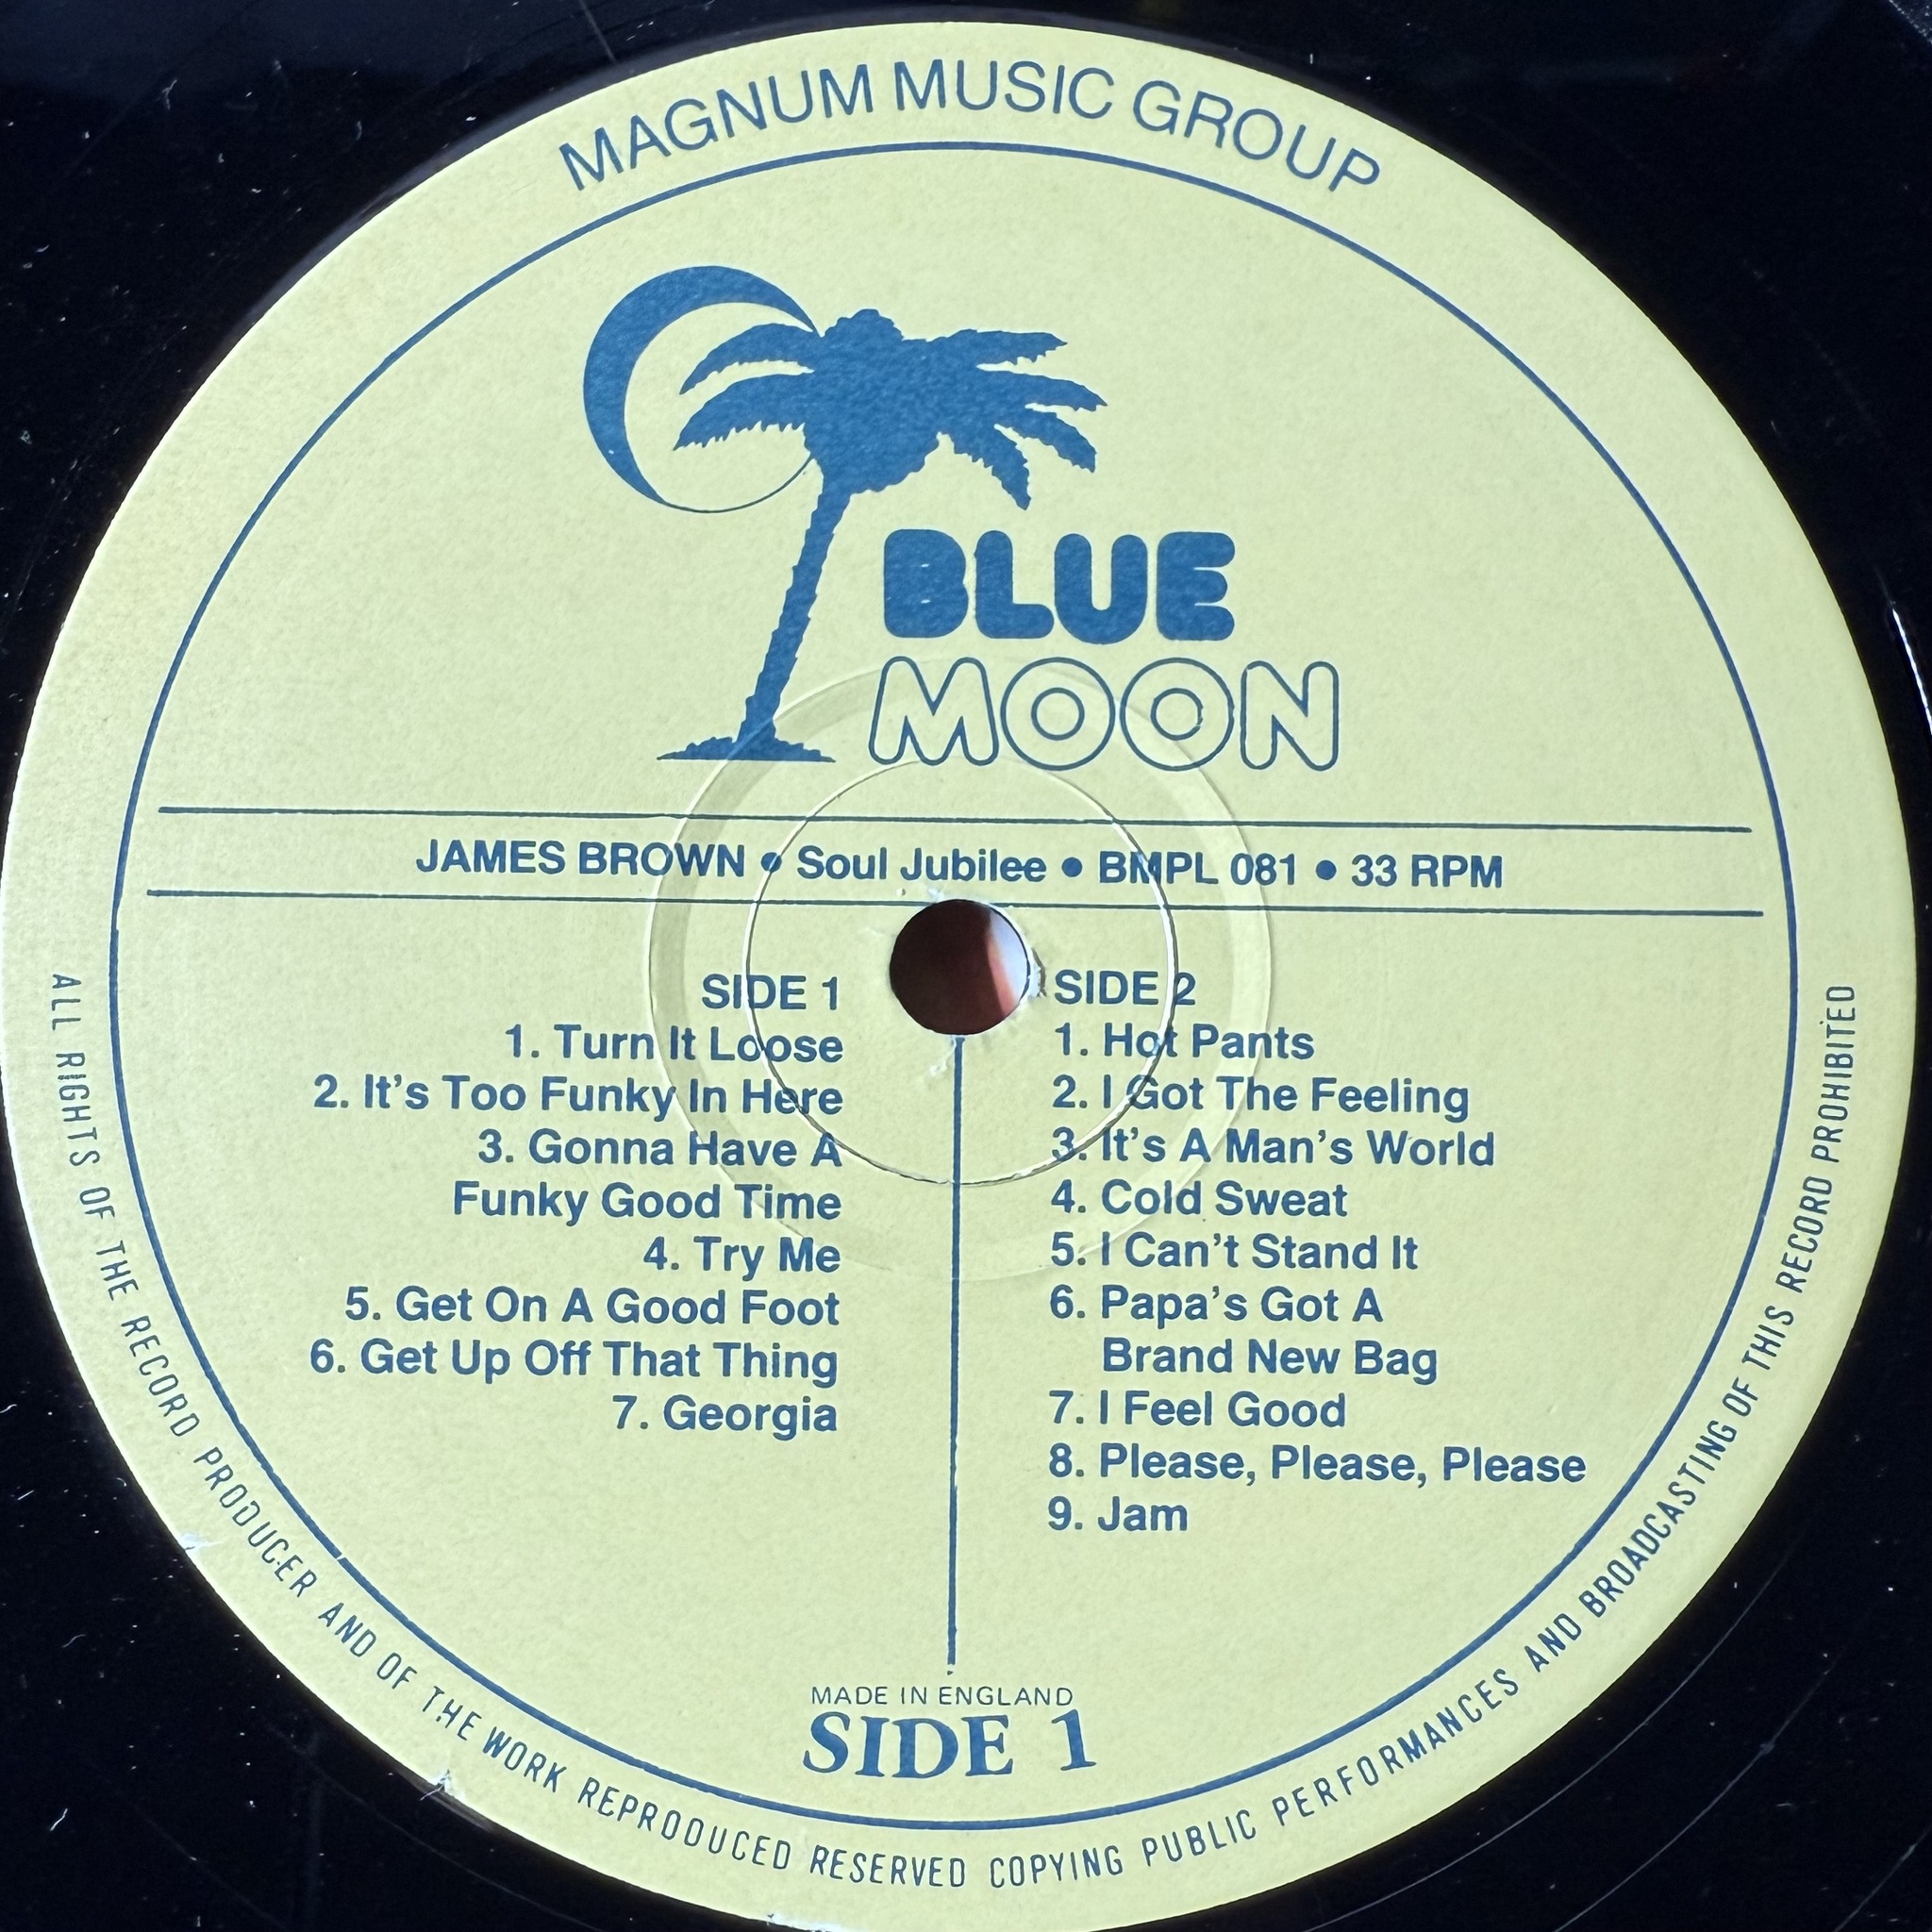 MAGNUM MUSIC GROUP
BLUE
MOON
JAMES BROWN • Soul Jubilee • BMPL 081 • 33 RPM
SIDE 1
1. Turn It Loose
2. It's Too Funky In Here
3. Gonna Have A
Funky Good Time
4. Try Me
5. Get On A Good Foot
6. Get Up Off That Thing
7. Georgia
SIDE 2
1. Hot Pants
2. I Got The Feeling
3. It's A Man's World
4. Cold Sweat
5. I Can't Stand It
6. Papa's Got A
Brand New Bag
7. I Feel Good
8. Please, Please, Please
9. Jam
MADE IN ENGLAND
SIDE 1
ALL RIGHTS OF THE RECORD PRODUCER AND OF THE WORK REPRODUCED RESERVED COPYING PUBLIC PERFORMANCES AND BROADCASTING OF THIS RECORD PROHIBITED